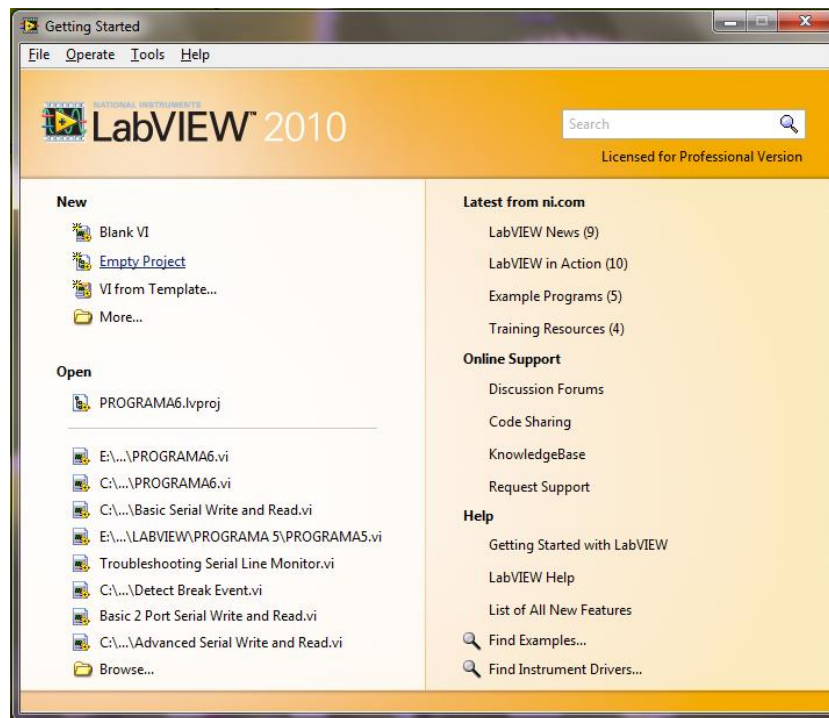 Getting Started
File Operate Tools Help
NATIONAL INSTRUMENTS
LabVIEW™ 2010
Search
Licensed for Professional Version
New
Blank VI
Empty Project
VI from Template...
More...
Open
PROGRAMA6.lvproj
E:\...\PROGRAMA6.vi
C:\...\PROGRAMA6.vi
C:\...\Basic Serial Write and Read.vi
E:\...\LABVIEW\PROGRAMA 5\PROGRAMA5.vi
Troubleshooting Serial Line Monitor.vi
C:\...\Detect Break Event.vi
Basic 2 Port Serial Write and Read.vi
C:\...\Advanced Serial Write and Read.vi
Browse...
Latest from ni.com
LabVIEW News (9)
LabVIEW in Action (10)
Example Programs (5)
Training Resources (4)
Online Support
Discussion Forums
Code Sharing
KnowledgeBase
Request Support
Help
Getting Started with LabVIEW
LabVIEW Help
List of All New Features
Find Examples...
Find Instrument Drivers...